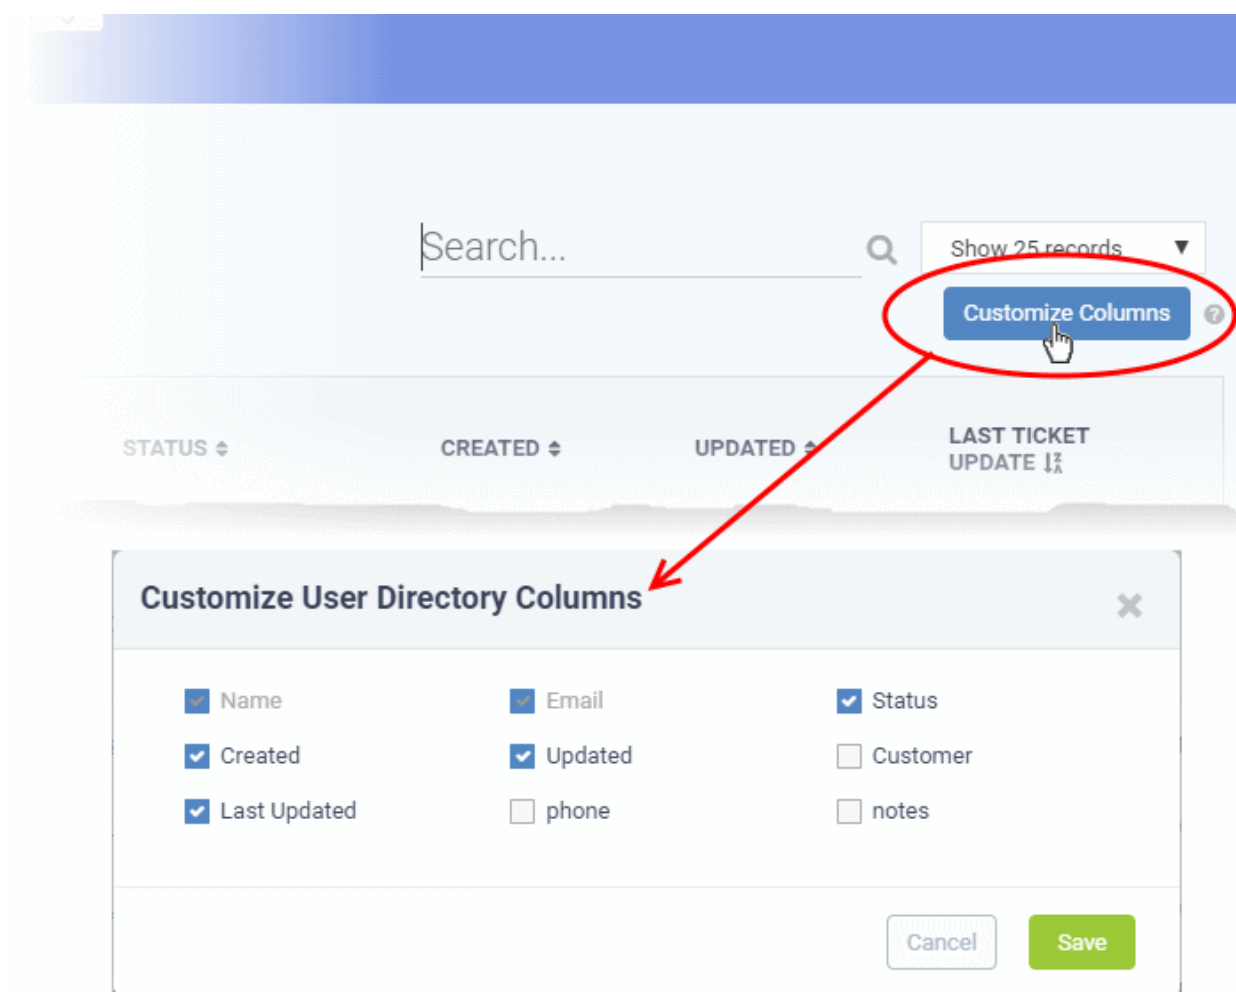 Search...
Show 25 records
Customize Columns
STATUS
CREATED
UPDATED
LAST TICKET
UPDATE
Customize User Directory Columns
Name
Email
Status
Created
Updated
Customer
Last Updated
phone
notes
Cancel
Save